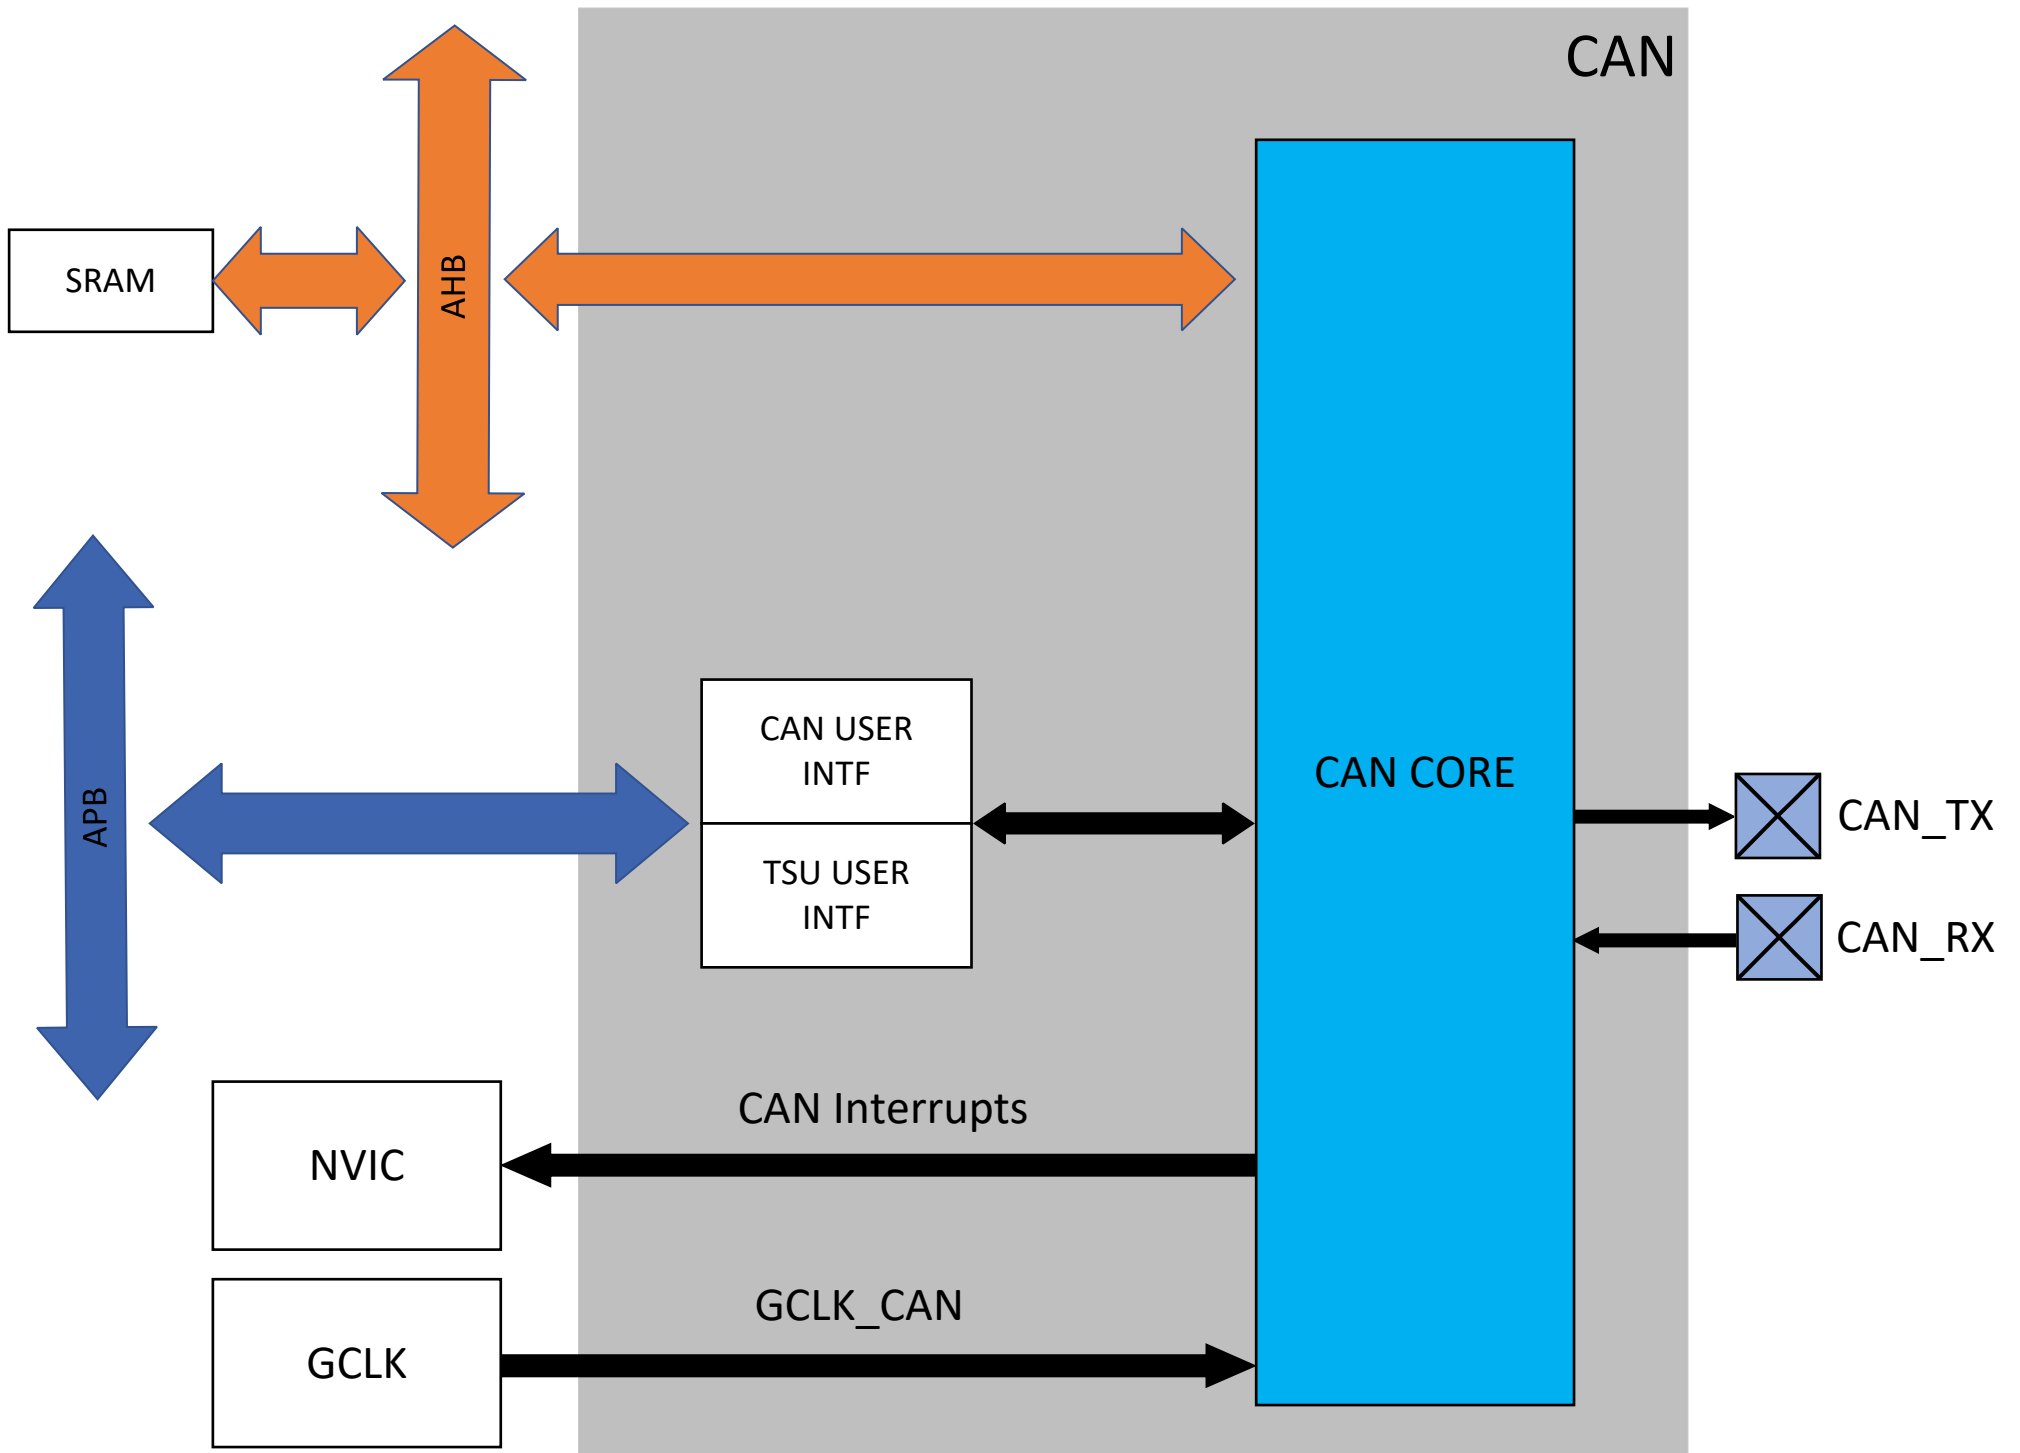 CAN
SRAM
AHB
CAN USER
INTF
CAN CORE
APB
CAN_TX
TSU USER
INTF
CAN_RX
CAN Interrupts
NVIC
GCLK_CAN
GCLK